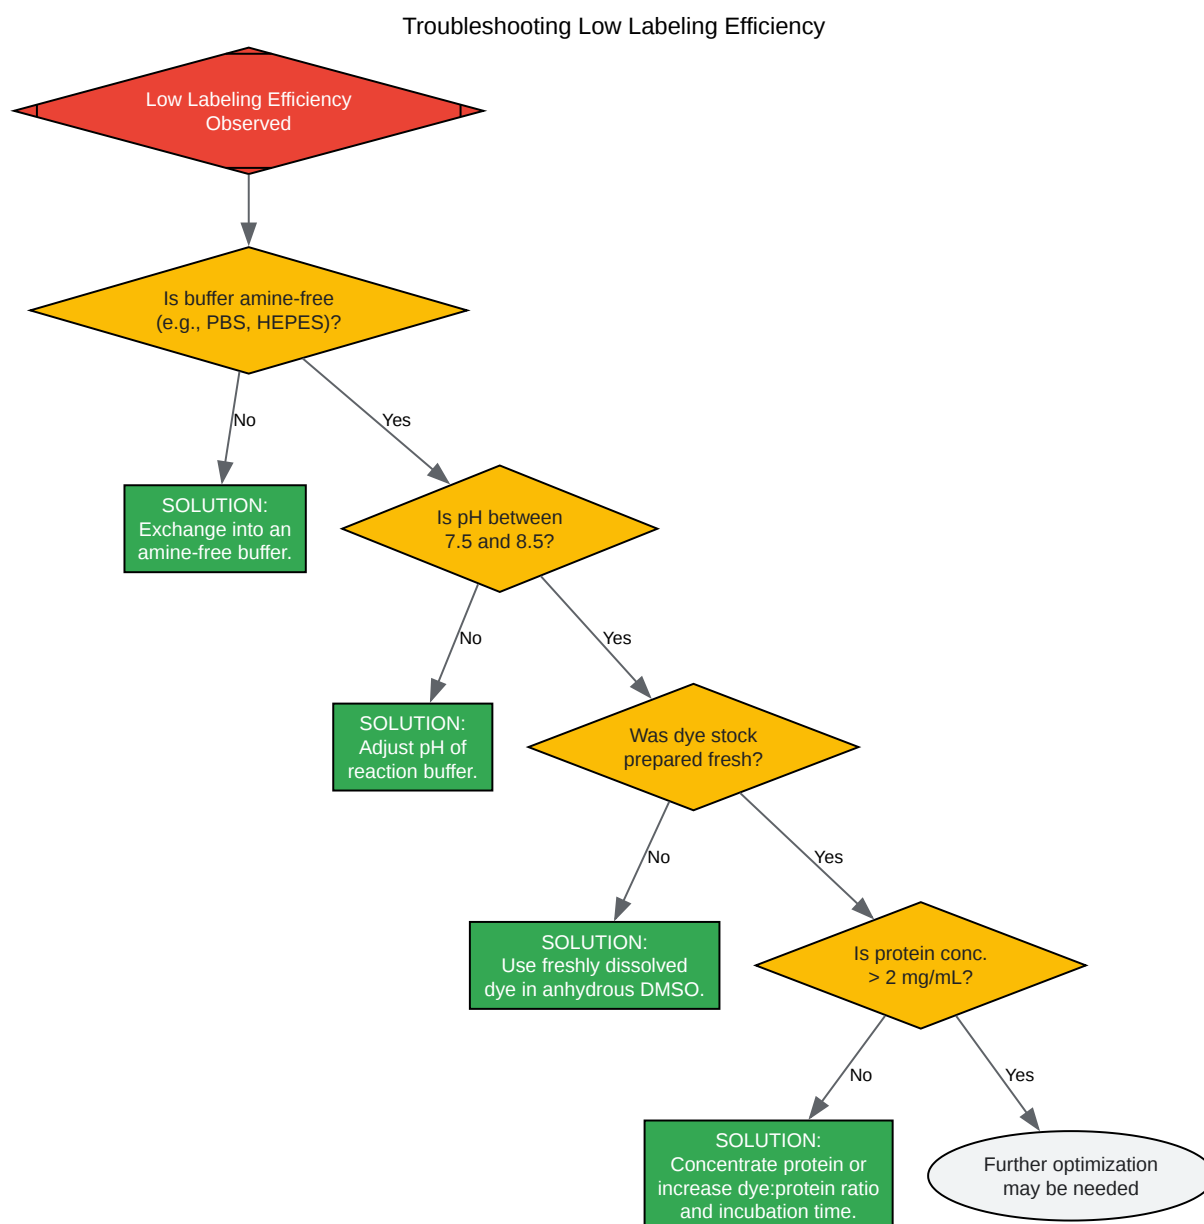 Troubleshooting Low Labeling Efficiency
Low Labeling Efficiency
Observed
Is buffer amine-free
(e.g., PBS, HEPES)?
No
Yes
SOLUTION:
Exchange into an
amine-free buffer.
Is pH between
7.5 and 8.5?
No
Yes
SOLUTION:
Adjust pH of
reaction buffer.
Was dye stock
prepared fresh?
No
Yes
SOLUTION:
Use freshly dissolved
dye in anhydrous DMSO.
Is protein conc.
> 2 mg/mL?
No
Yes
SOLUTION:
Concentrate protein or
increase dye:protein ratio
and incubation time.
Further optimization
may be needed